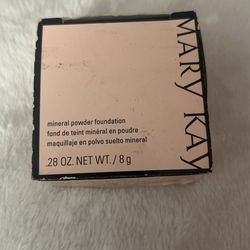 MARY KAY
mineral powder foundation
fond de teint minéral en poudre
maquillaje en polvo suelto mineral
.28 OZ. NET WT. / 8 g